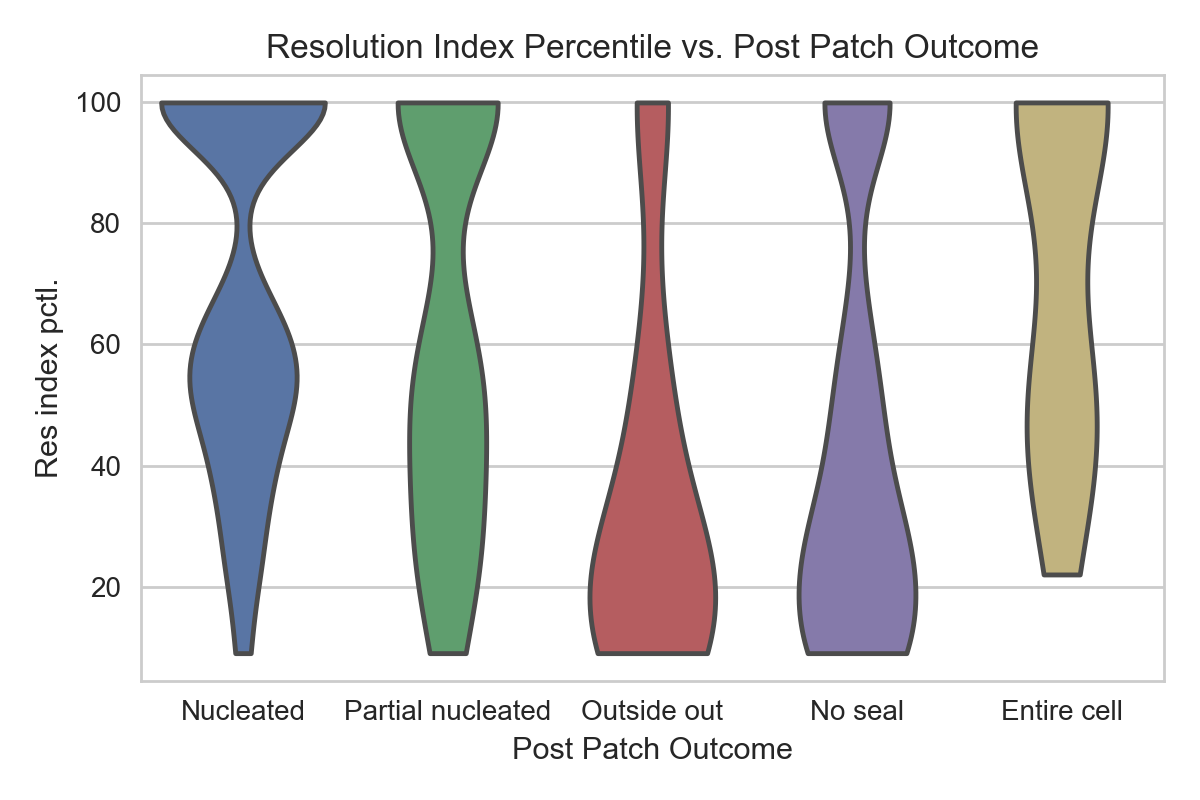 Resolution Index Percentile vs. Post Patch Outcome
100
80
60
40
20
Res index pctl.
Nucleated Partial nucleated Outside out No seal Entire cell
Post Patch Outcome